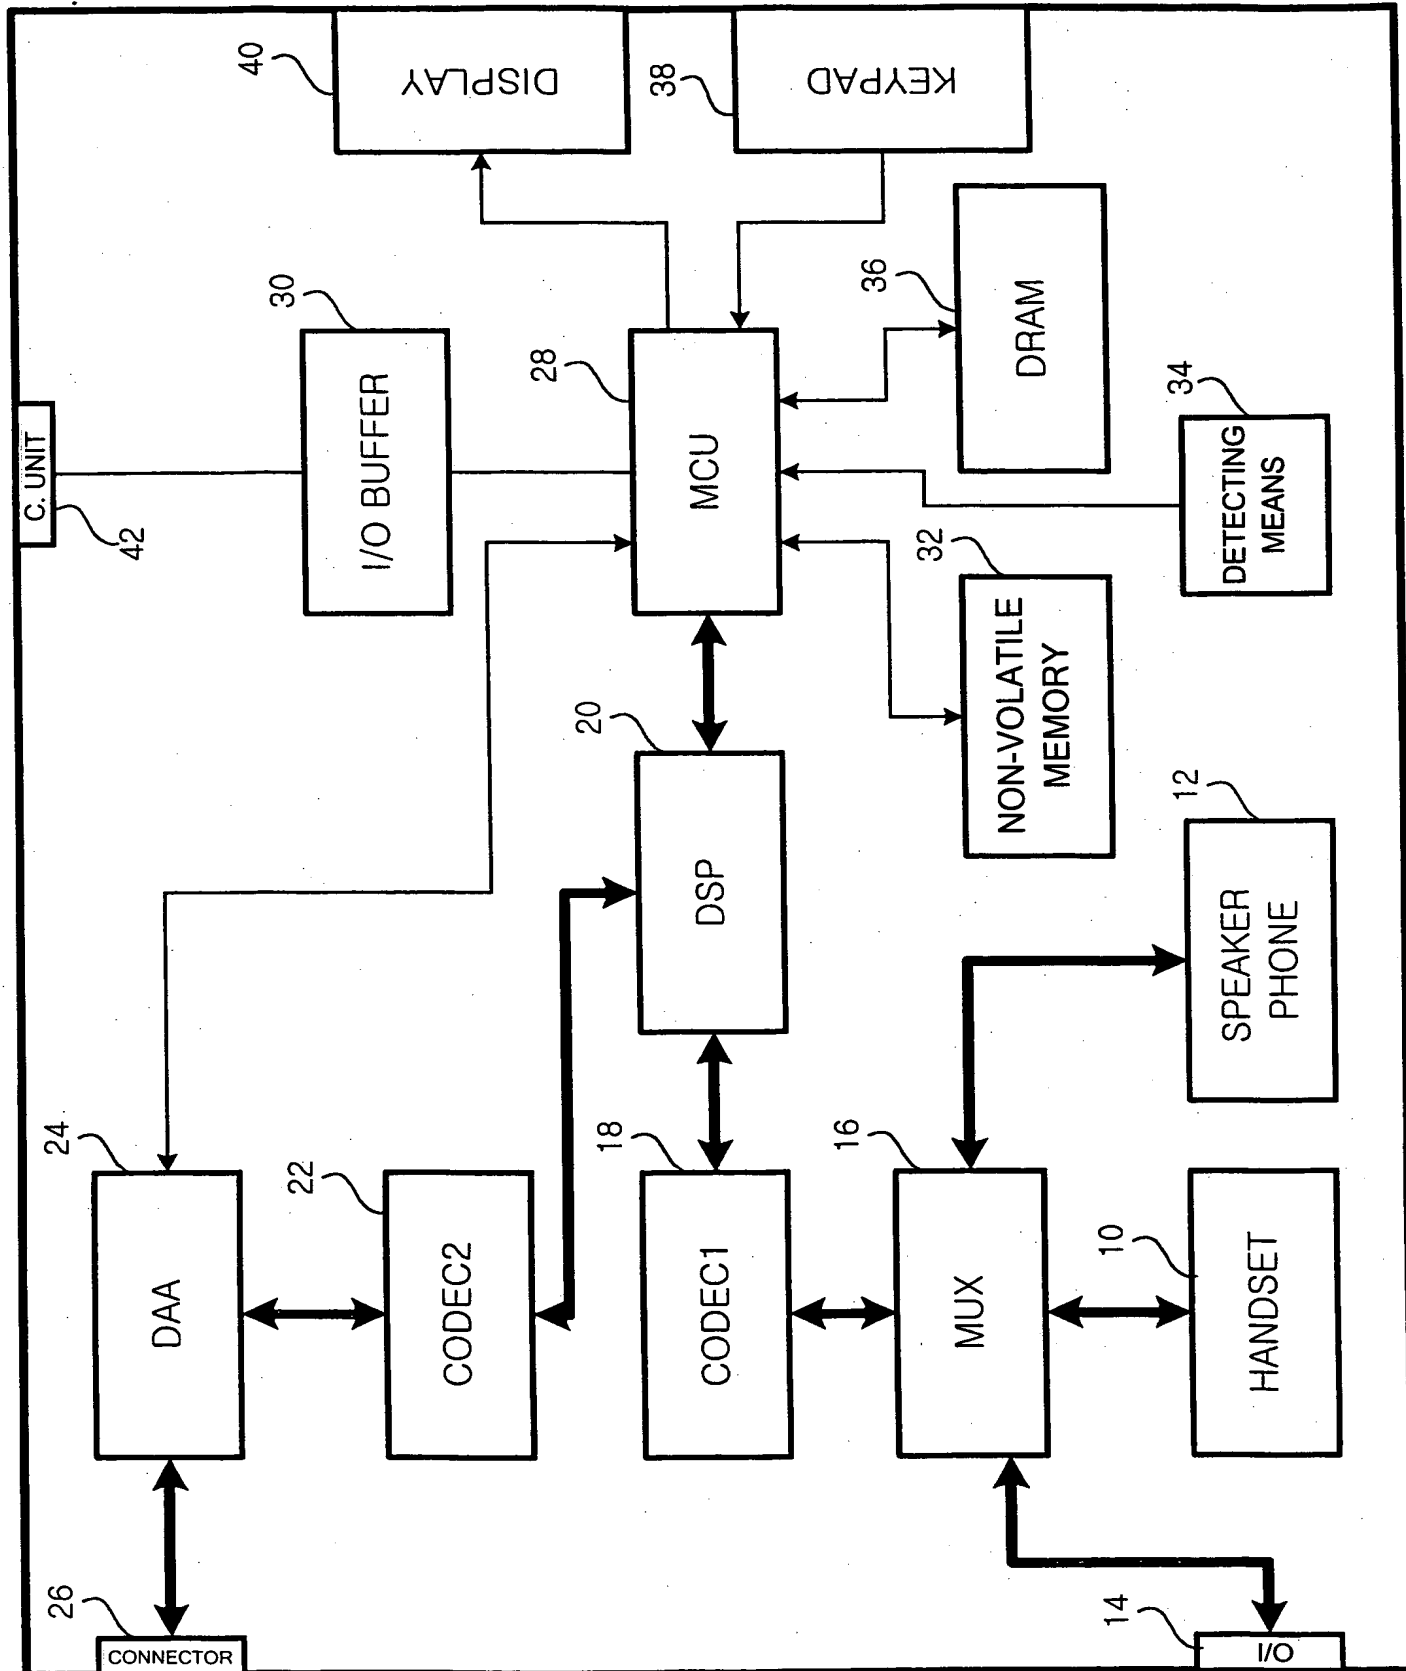 40
DISPLAY
38
KEYPAD
C. UNIT
42
30
I/O BUFFER
28
MCU
36
DRAM
34
DETECTING
MEANS
32
NON-VOLATILE
MEMORY
20
DSP
12
SPEAKER
PHONE
24
DAA
22
CODEC2
18
CODEC1
16
MUX
10
HANDSET
26
CONNECTOR
14
I/O